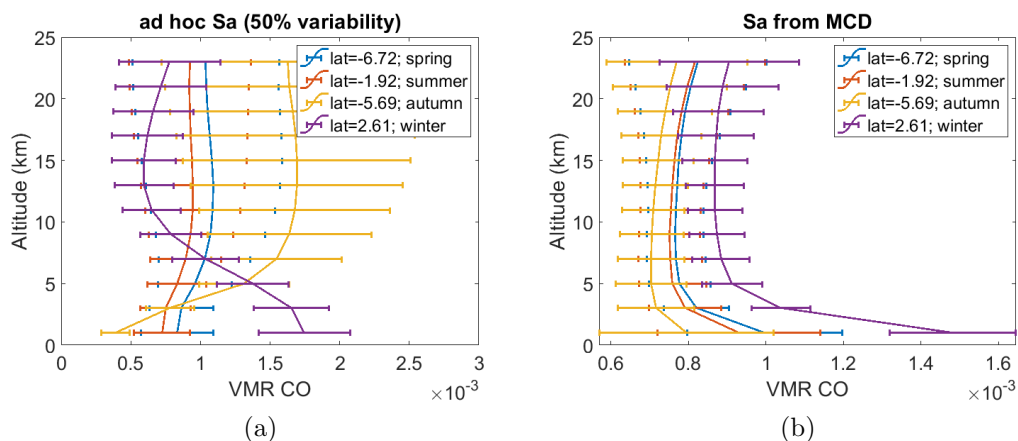 ad hoc Sa (50% variability)
25
20
15
10
5
0
Altitude (km)
lat=-6.72; spring
lat=-1.92; summer
lat=-5.69; autumn
lat=2.61; winter
0 0.5 1 1.5 2 2.5 3
VMR CO
×10⁻³
(a)
Sa from MCD
25
20
15
10
5
0
Altitude (km)
lat=-6.72; spring
lat=-1.92; summer
lat=-5.69; autumn
lat=2.61; winter
0.6 0.8 1 1.2 1.4 1.6
VMR CO
×10⁻³
(b)